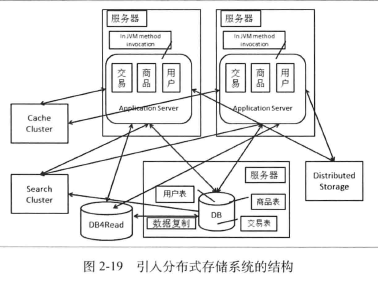 服务器
服务器
In JVM method
invocation
In JVM method
invocation
交易
商品
用户
交易
商品
用户
Application Server
Application Server
Cache
Cluster
Search
Cluster
Distributed
Storage
服务器
用户表
商品表
DB
交易表
数据复制
DB4Read
图 2-19 引入分布式存储系统的结构